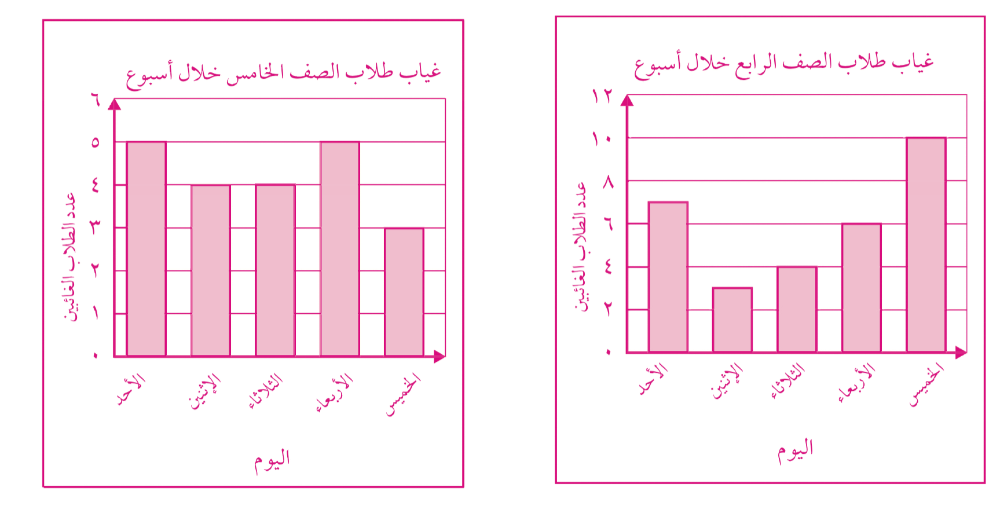 غياب طلاب الصف الرابع خلال أسبوع
١٢
١٠
٨
٦
٤
٢
٠
عدد الطلاب الغائبين
الأحد
الإثنين
الثلاثاء
الأربعاء
الخميس
اليوم
غياب طلاب الصف الخامس خلال أسبوع
٦
٥
٤
٣
٢
١
٠
عدد الطلاب الغائبين
الأحد
الإثنين
الثلاثاء
الأربعاء
الخميس
اليوم